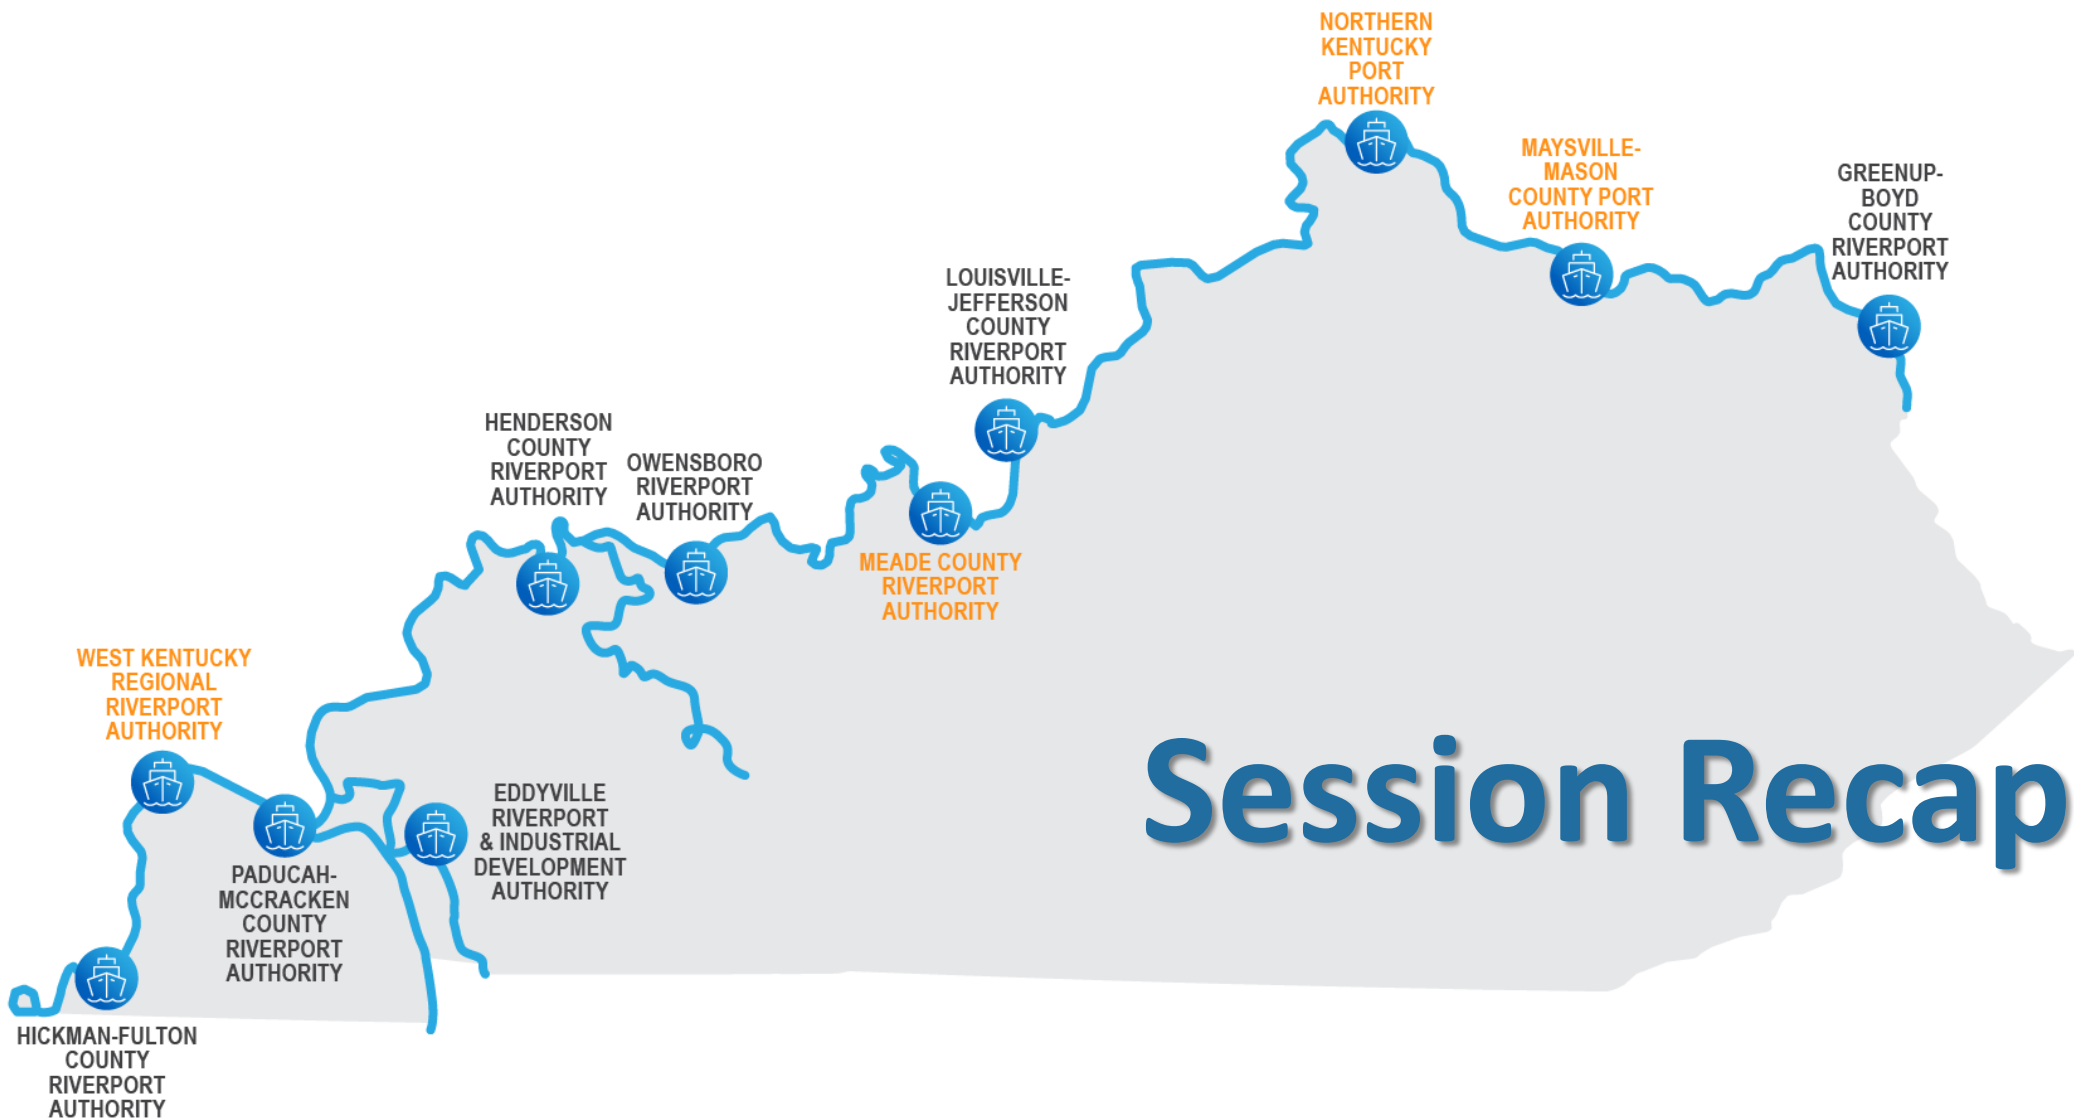 NORTHERN
KENTUCKY
PORT
AUTHORITY
MAYSVILLE-
MASON
COUNTY PORT
AUTHORITY
GREENUP-
BOYD
COUNTY
RIVERPORT
AUTHORITY
LOUISVILLE-
JEFFERSON
COUNTY
RIVERPORT
AUTHORITY
HENDERSON
COUNTY
RIVERPORT
AUTHORITY
OWENSBORO
RIVERPORT
AUTHORITY
MEADE COUNTY
RIVERPORT
AUTHORITY
WEST KENTUCKY
REGIONAL
RIVERPORT
AUTHORITY
Session Recap
EDDYVILLE
RIVERPORT
& INDUSTRIAL
DEVELOPMENT
AUTHORITY
PADUCAH-
MCCRACKEN
COUNTY
RIVERPORT
AUTHORITY
HICKMAN-FULTON
COUNTY
RIVERPORT
AUTHORITY